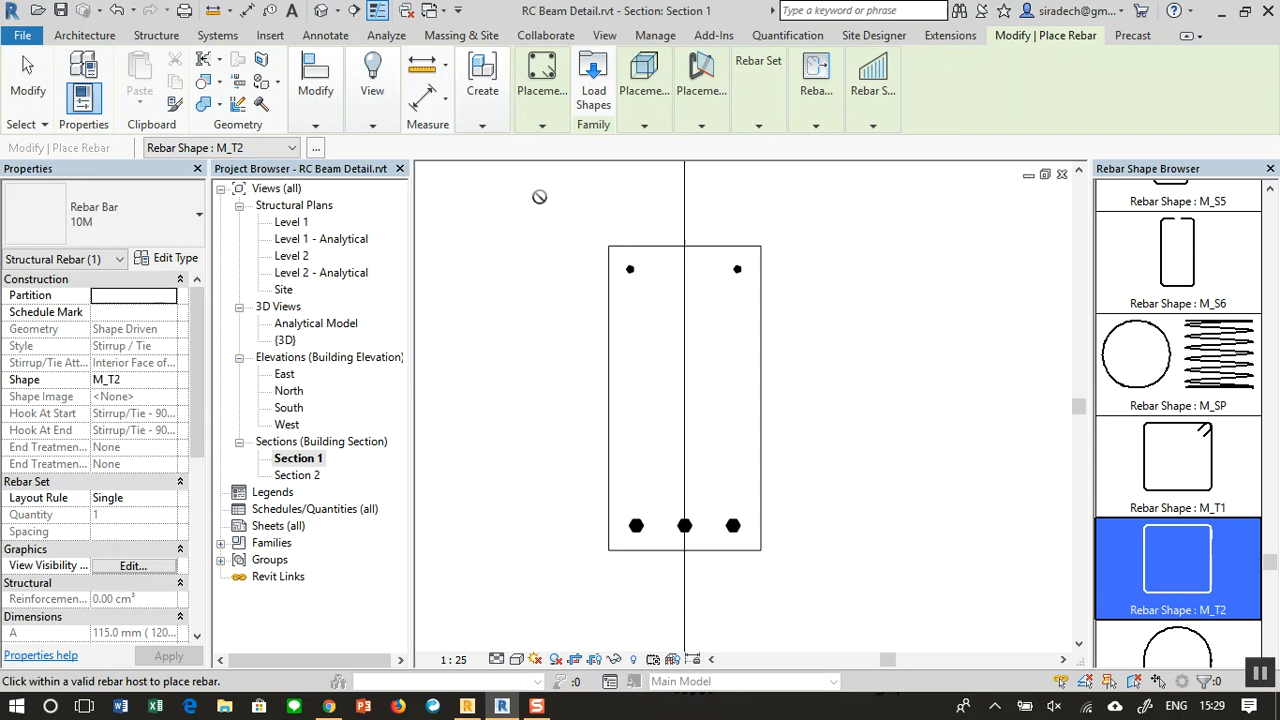 RC Beam Detail.rvt - Section: Section 1
Type a keyword or phrase
siradech@gm...
File
Architecture
Structure
Systems
Insert
Annotate
Analyze
Massing & Site
Collaborate
View
Manage
Add-Ins
Quantification
Site Designer
Extensions
Modify | Place Rebar
Precast
Modify
Paste
Modify
View
Create
Placeme...
Load
Shapes
Placeme...
Placeme...
Rebar Set
Reba...
Rebar S...
Select
Properties
Clipboard
Geometry
Measure
Family
Modify | Place Rebar
Rebar Shape : M_T2
...
Properties
Rebar Bar
10M
Structural Rebar (1)
Edit Type
Construction
Partition
Schedule Mark
Geometry Shape Driven
Style Stirrup / Tie
Stirrup/Tie Att... Interior Face of...
Shape M_T2
Shape Image <None>
Hook At Start Stirrup/Tie - 90...
Hook At End Stirrup/Tie - 90...
End Treatmen... None
End Treatmen... None
Rebar Set
Layout Rule Single
Quantity 1
Spacing
Graphics
View Visibility ... Edit...
Structural
Reinforcemen... 0.00 cm³
Dimensions
A 115.0 mm ( 120...
Properties help
Apply
Project Browser - RC Beam Detail.rvt
Views (all)
Structural Plans
Level 1
Level 1 - Analytical
Level 2
Level 2 - Analytical
Site
3D Views
Analytical Model
{3D}
Elevations (Building Elevation)
East
North
South
West
Sections (Building Section)
Section 1
Section 2
Legends
Schedules/Quantities (all)
Sheets (all)
Families
Groups
Revit Links
1 : 25
Rebar Shape Browser
Rebar Shape : M_S5
Rebar Shape : M_S6
Rebar Shape : M_SP
Rebar Shape : M_T1
Rebar Shape : M_T2
Click within a valid rebar host to place rebar.
:0
Main Model
:0
ENG
15:29